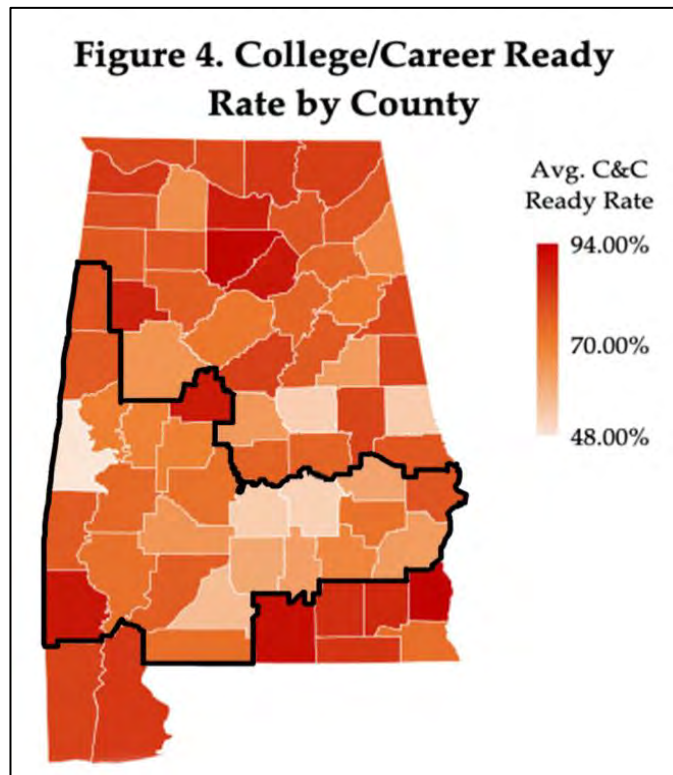 Figure 4. College/Career Ready
Rate by County
Avg. C&C
Ready Rate
94.00%
70.00%
48.00%